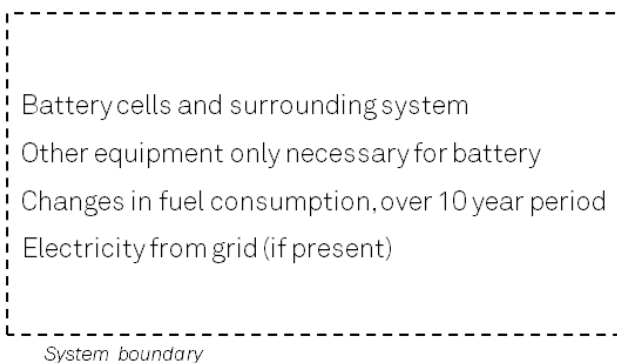 Battery cells and surrounding system
Other equipment only necessary for battery
Changes in fuel consumption, over 10 year period
Electricity from grid (if present)
System boundary